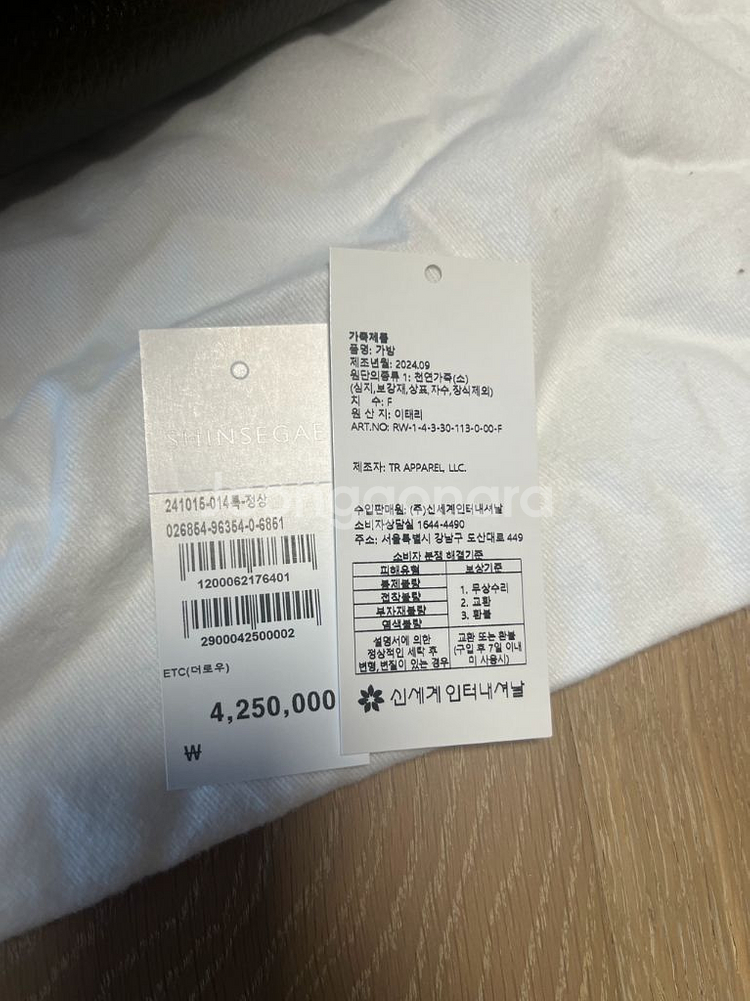 SHINSEGAE
241015-014룩-정상
026854-96354-0-6851
1200062176401
2900042500002
ETC(더로우)
4,250,000
₩
가죽제품
품명: 가방
제조년월: 2024.09
원단의종류 1: 천연가죽(소)
(심지,보강재,상표,자수,장식제외)
치 수: F
원 산 지: 이태리
ART.NO: RW-1-4-3-30-113-0-00-F
제조자: TR APPAREL, LLC.
수입판매원: (주)신세계인터내셔날
소비자상담실 1644-4490
주소: 서울특별시 강남구 도산대로 449
소비자 분쟁 해결기준
피해유형 보상기준
봉제불량
접착불량
부자재불량
염색불량
1. 무상수리
2. 교환
3. 환불
설명서에 의한
정상적인 세탁 후
변형,변질이 있는 경우
교환 또는 환불
(구입 후 7일 이내
미 사용시)
신세계인터내셔날